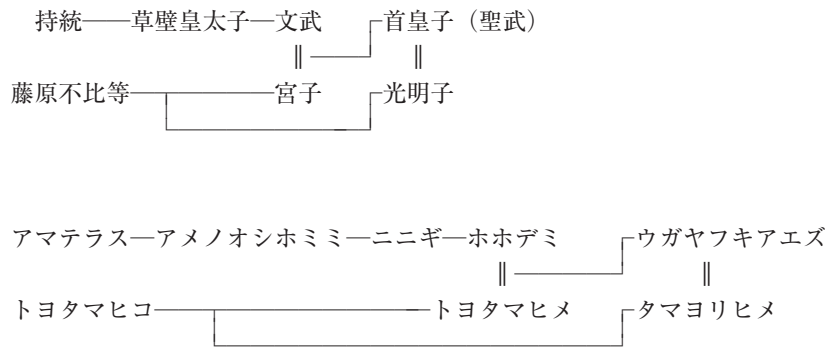 持統――草壁皇太子―文武 首皇子（聖武）
∥ ∥
藤原不比等 宮子 光明子
アマテラス―アメノオシホミミ―ニニギ―ホホデミ ウガヤフキアエズ
∥ ∥
トヨタマヒコ トヨタマヒメ タマヨリヒメ